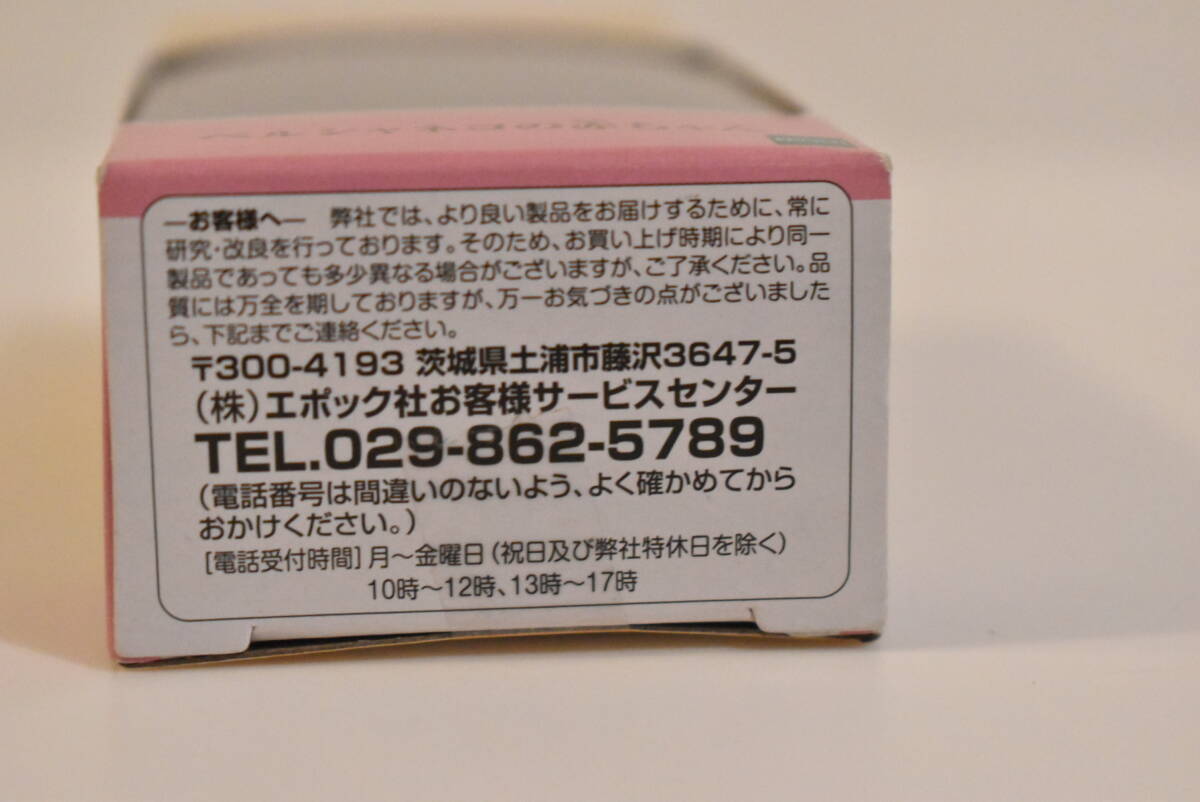 ―お客様へ― 弊社では、より良い製品をお届けするために、常に
研究・改良を行っております。そのため、お買い上げ時期により同一
製品であっても多少異なる場合がございますが、ご了承ください。品
質には万全を期しておりますが、万一お気づきの点がございました
ら、下記までご連絡ください。
〒300-4193 茨城県土浦市藤沢3647-5
(株)エポック社お客様サービスセンター
TEL.029-862-5789
(電話番号は間違いのないよう、よく確かめてから
おかけください。)
[電話受付時間]月～金曜日(祝日及び弊社特休日を除く)
10時～12時、13時～17時